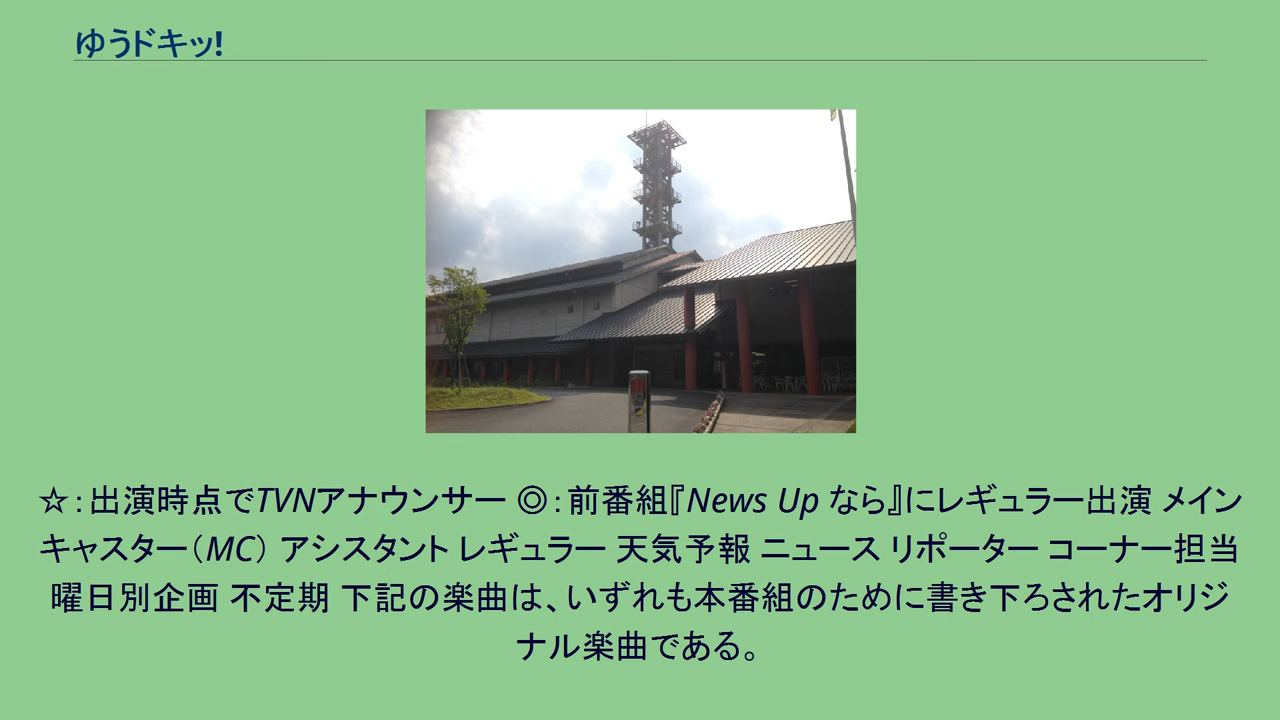 ゆうドキッ!
☆：出演時点でTVNアナウンサー ◎：前番組『News Up なら』にレギュラー出演 メイン
キャスター（MC） アシスタント レギュラー 天気予報 ニュース リポーター コーナー担当
曜日別企画 不定期 下記の楽曲は、いずれも本番組のために書き下ろされたオリジ
ナル楽曲である。